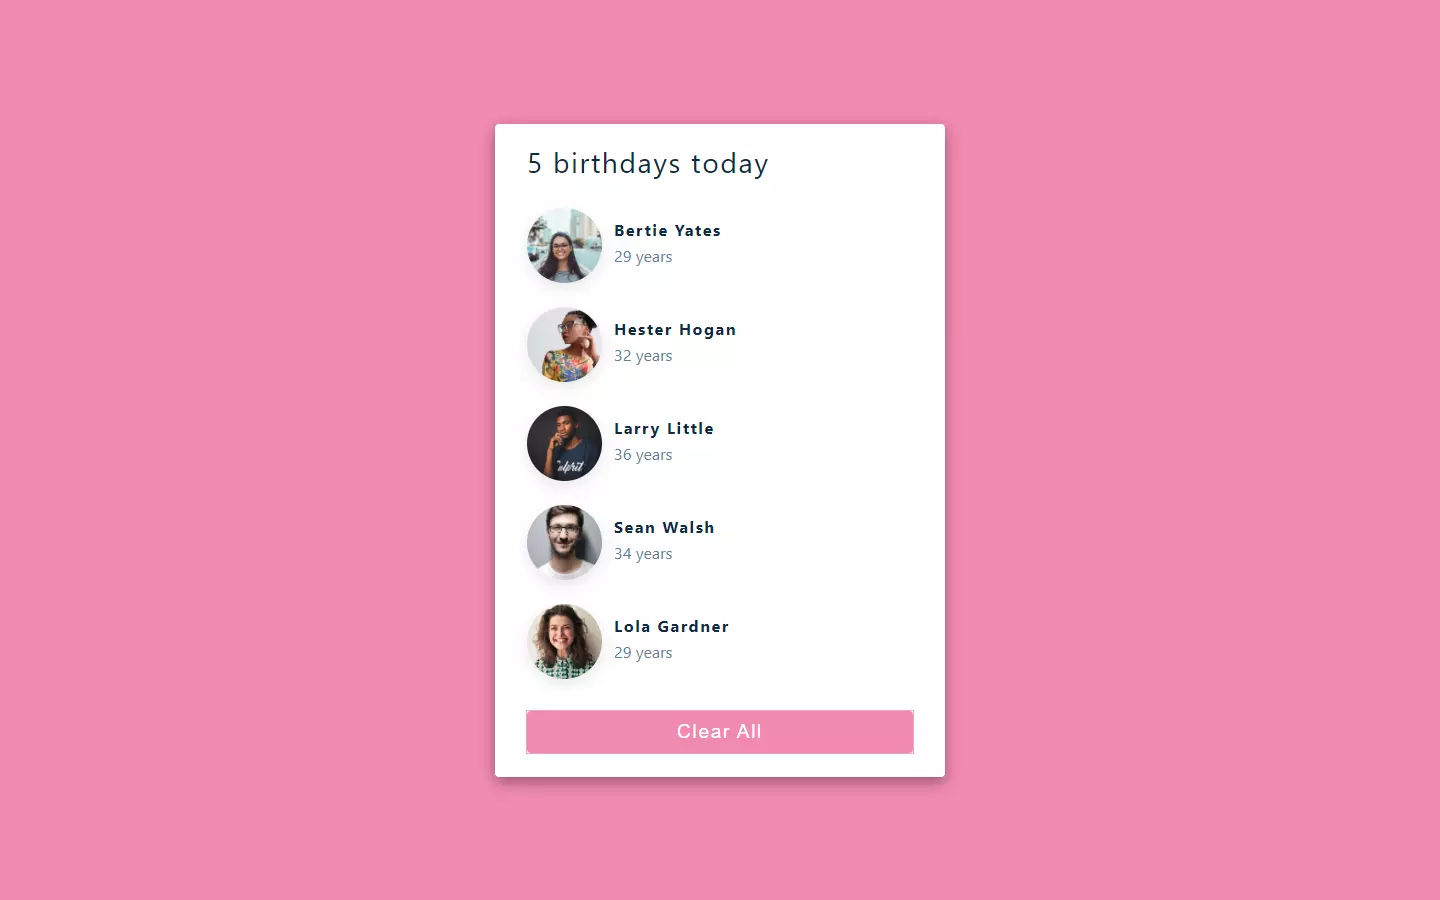 5 birthdays today
Bertie Yates
29 years
Hester Hogan
32 years
Larry Little
36 years
Sean Walsh
34 years
Lola Gardner
29 years
Clear All